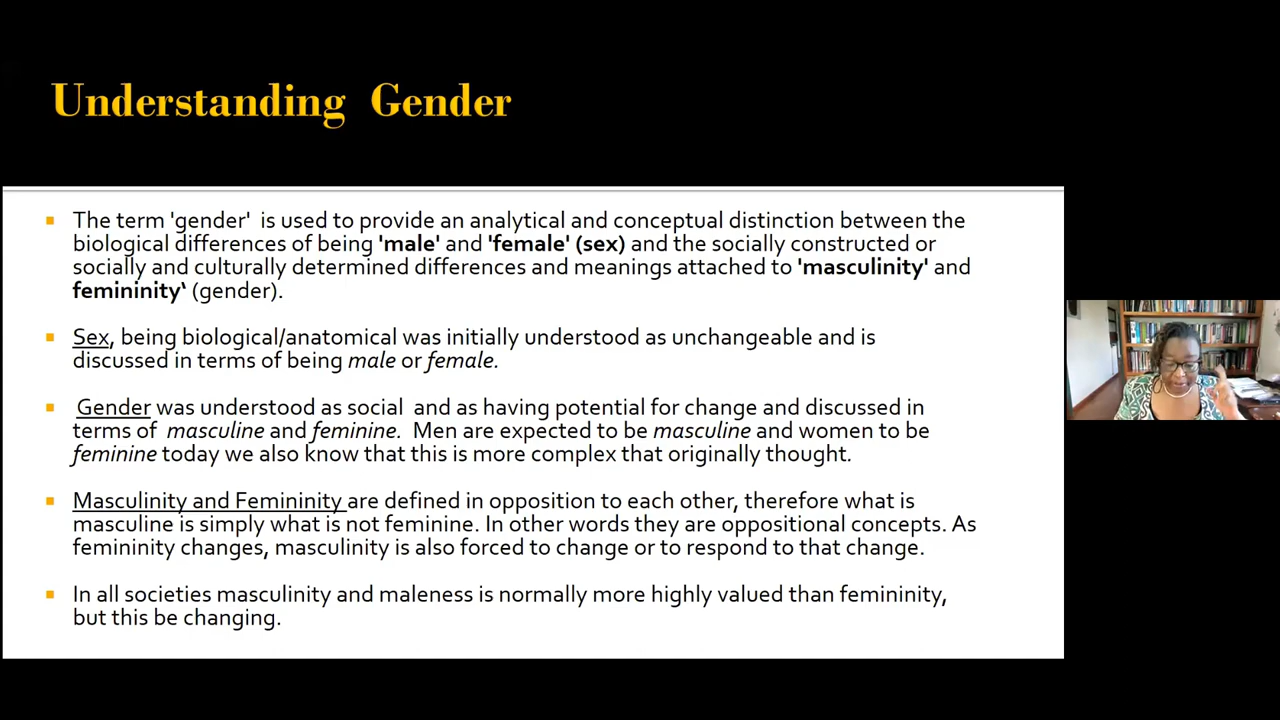 Understanding Gender
The term 'gender' is used to provide an analytical and conceptual distinction between the
biological differences of being 'male' and 'female' (sex) and the socially constructed or
socially and culturally determined differences and meanings attached to 'masculinity' and
femininity‘ (gender).
Sex, being biological/anatomical was initially understood as unchangeable and is
discussed in terms of being male or female.
Gender was understood as social and as having potential for change and discussed in
terms of masculine and feminine. Men are expected to be masculine and women to be
feminine today we also know that this is more complex that originally thought.
Masculinity and Femininity are defined in opposition to each other, therefore what is
masculine is simply what is not feminine. In other words they are oppositional concepts. As
femininity changes, masculinity is also forced to change or to respond to that change.
In all societies masculinity and maleness is normally more highly valued than femininity,
but this be changing.